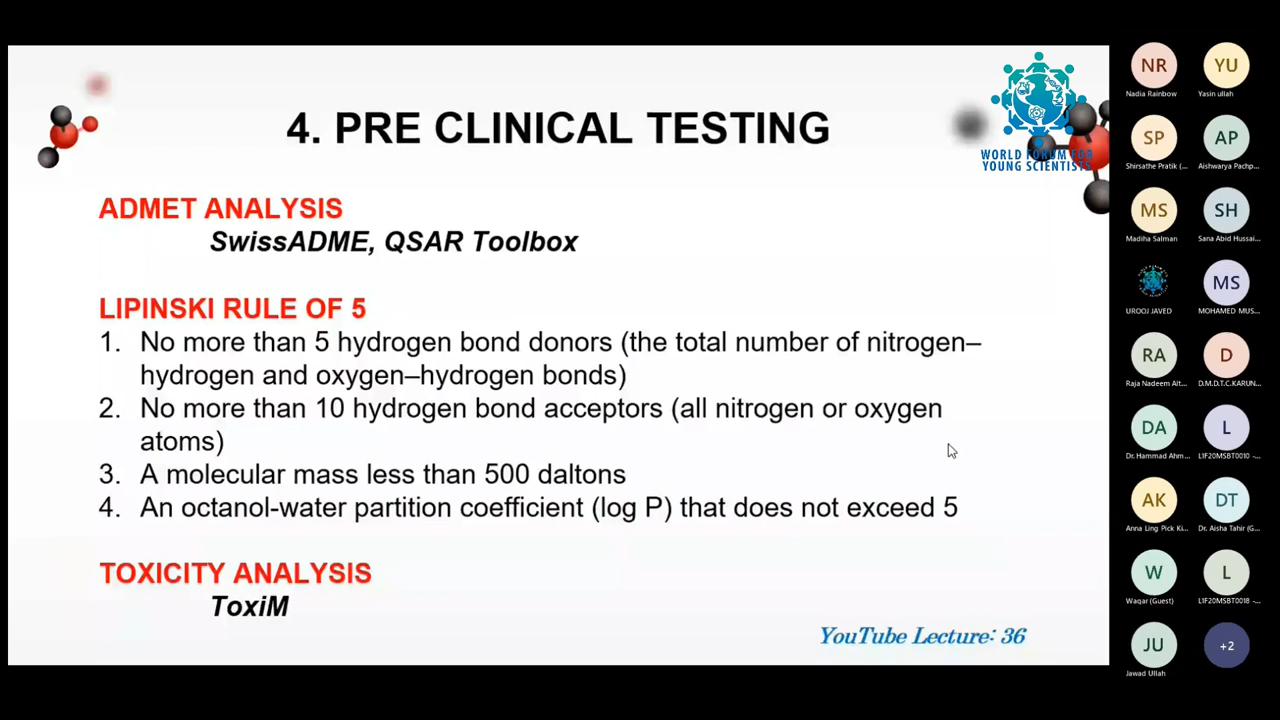 4. PRE CLINICAL TESTING
WORLD FORUM FOR
YOUNG SCIENTISTS
ADMET ANALYSIS
SwissADME, QSAR Toolbox
LIPINSKI RULE OF 5
1. No more than 5 hydrogen bond donors (the total number of nitrogen–
hydrogen and oxygen–hydrogen bonds)
2. No more than 10 hydrogen bond acceptors (all nitrogen or oxygen
atoms)
3. A molecular mass less than 500 daltons
4. An octanol-water partition coefficient (log P) that does not exceed 5
TOXICITY ANALYSIS
ToxiM
YouTube Lecture: 36
NR YU
Nadia Rainbow Yasin ullah
SP AP
Shirsathe Pratik (... Aishwarya Pachp...
MS SH
Madiha Salman Sana Abid Hussai...
MS
UROOJ JAVED MOHAMED MUS...
RA D
Raja Nadeem Alt... D.M.D.T.C.KARUN...
DA L
Dr. Hammad Ahm... L1F20MSBT0010 -...
AK DT
Anna Ling Pick Ki... Dr. Aisha Tahir (G...
W L
Waqar (Guest) L1F20MSBT0018 -...
JU +2
Jawad Ullah